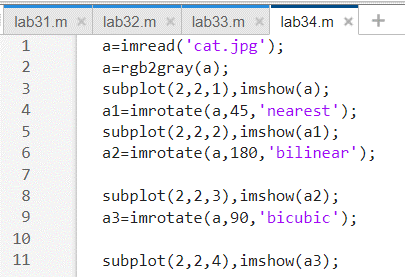 lab31.m × lab32.m × lab33.m × lab34.m × +
1 a=imread('cat.jpg');
2 a=rgb2gray(a);
3 subplot(2,2,1),imshow(a);
4 a1=imrotate(a,45,'nearest');
5 subplot(2,2,2),imshow(a1);
6 a2=imrotate(a,180,'bilinear');
7
8 subplot(2,2,3),imshow(a2);
9 a3=imrotate(a,90,'bicubic');
10
11 subplot(2,2,4),imshow(a3);